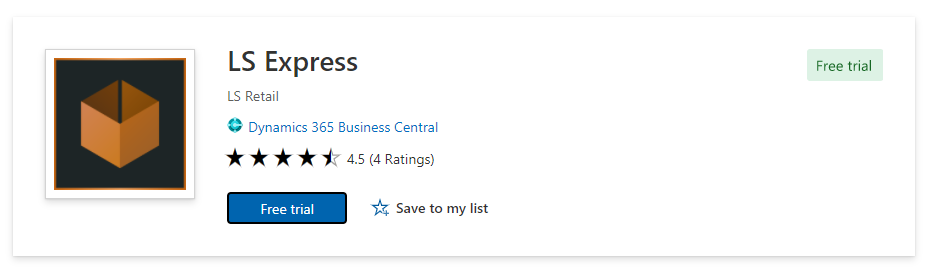 LS Express
Free trial
LS Retail
Dynamics 365 Business Central
4.5 (4 Ratings)
Free trial
Save to my list